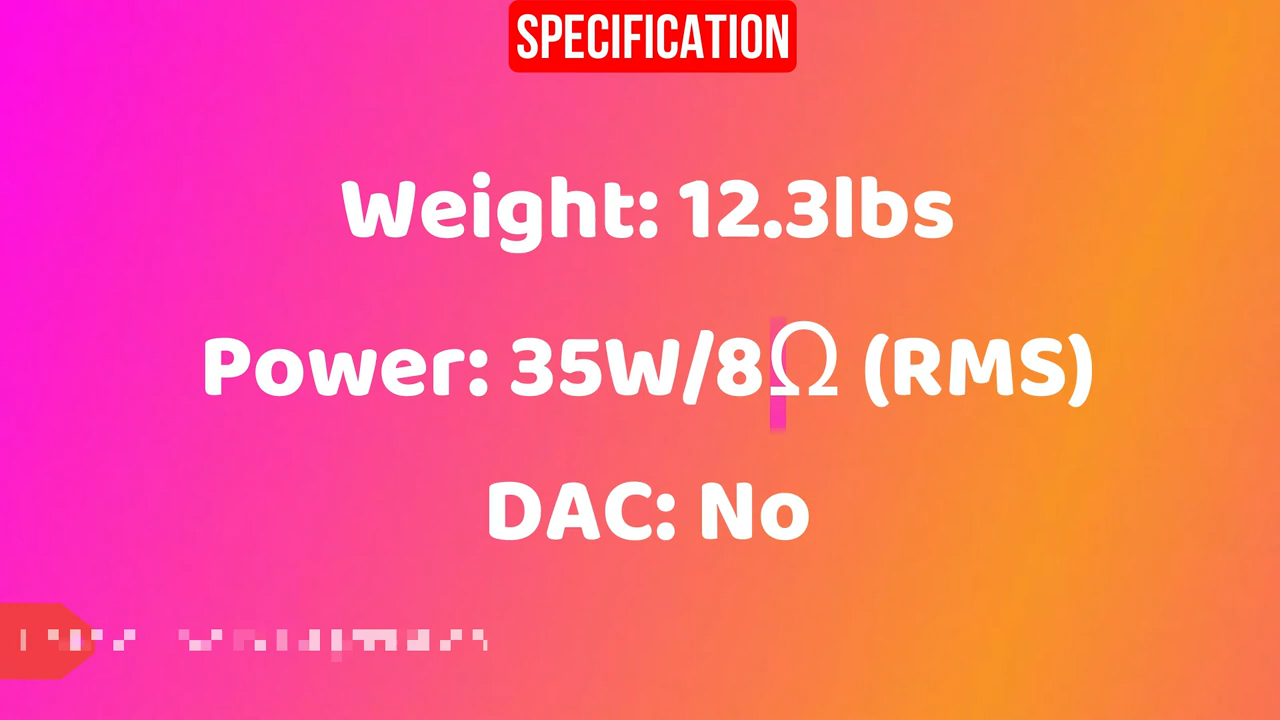 SPECIFICATION
Weight: 12.3lbs
Power: 35W/8Ω (RMS)
DAC: No